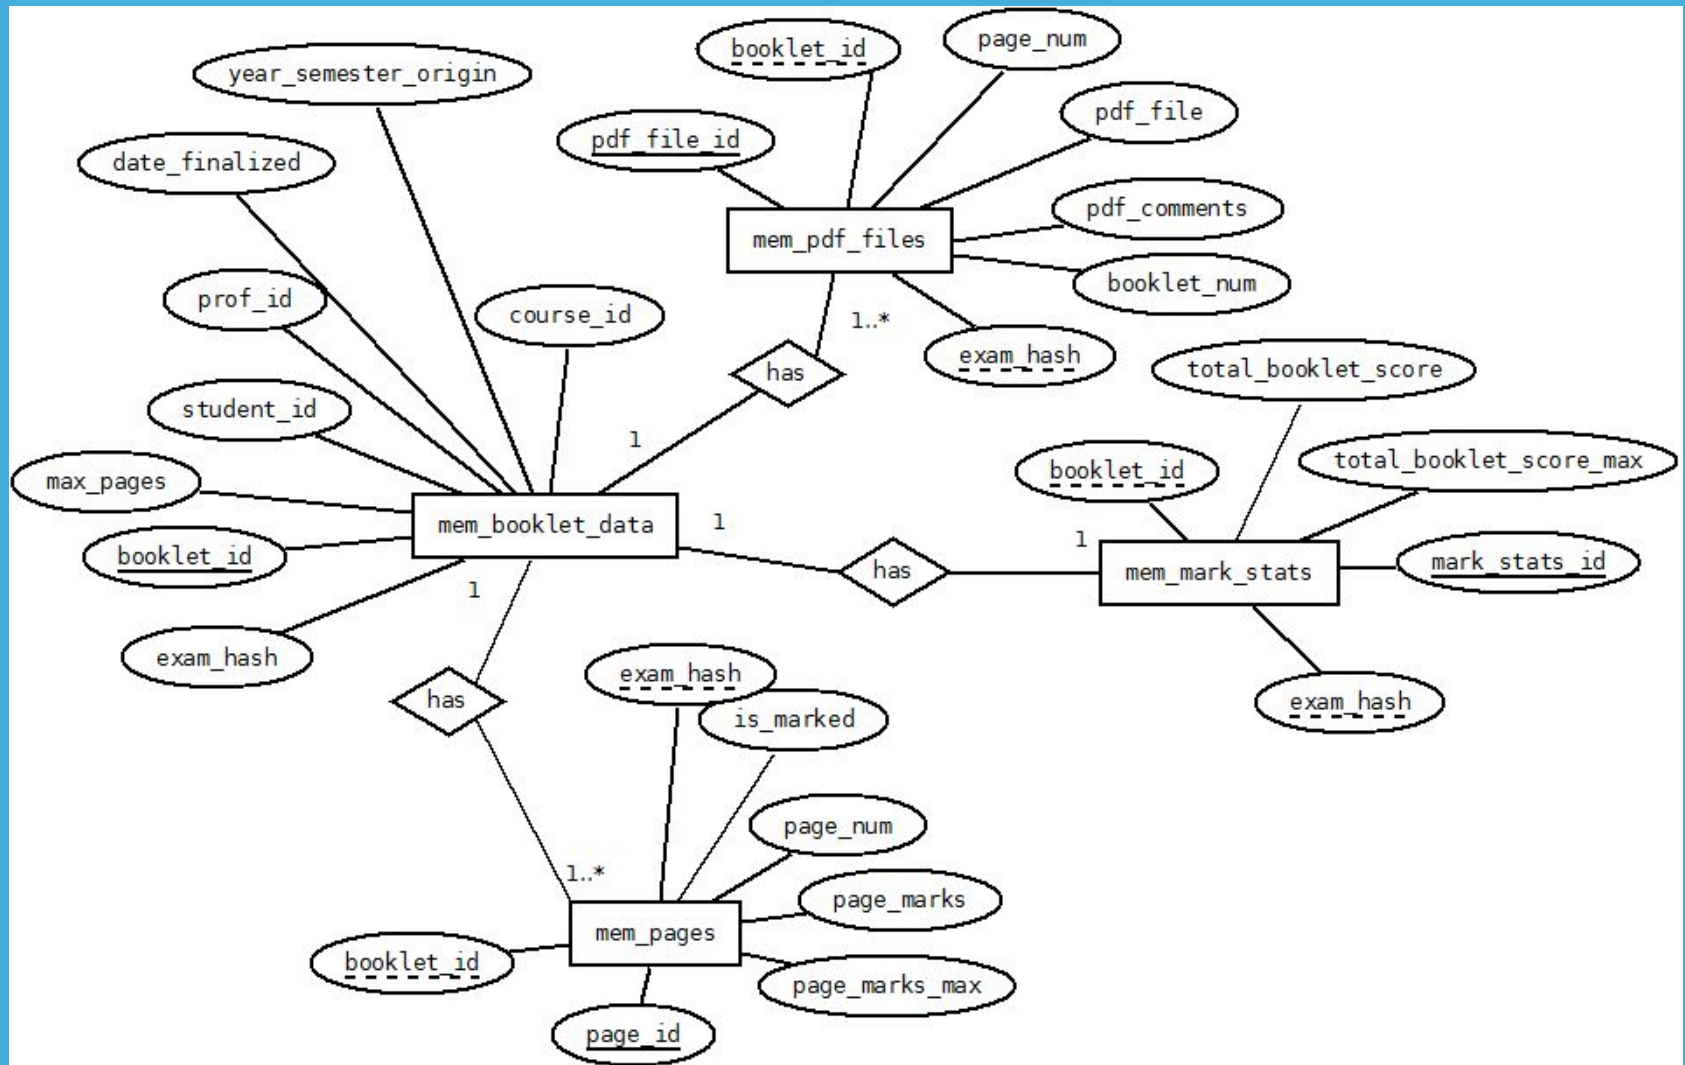 booklet_id
page_num
year_semester_origin
pdf_file
pdf_file_id
date_finalized
pdf_comments
mem_pdf_files
booklet_num
prof_id
course_id
1..*
exam_hash
has
total_booklet_score
student_id
1
total_booklet_score_max
booklet_id
max_pages
mem_booklet_data
1
1
booklet_id
has
mem_mark_stats
mark_stats_id
1
exam_hash
exam_hash
has
is_marked
exam_hash
page_num
1..*
page_marks
mem_pages
booklet_id
page_marks_max
page_id